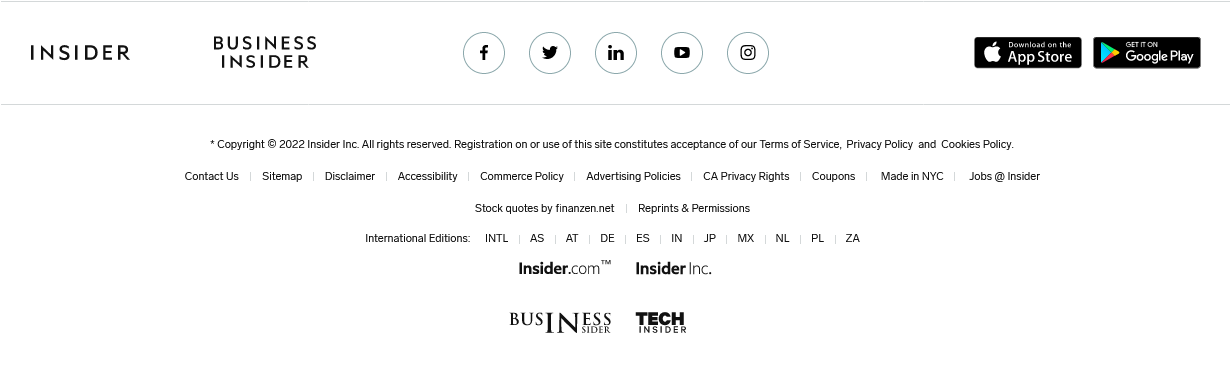 INSIDER
BUSINESS
INSIDER
Download on the
App Store
GET IT ON
Google Play
* Copyright © 2022 Insider Inc. All rights reserved. Registration on or use of this site constitutes acceptance of our Terms of Service, Privacy Policy and Cookies Policy.
Contact Us | Sitemap | Disclaimer | Accessibility | Commerce Policy | Advertising Policies | CA Privacy Rights | Coupons | Made in NYC | Jobs @ Insider
Stock quotes by finanzen.net | Reprints & Permissions
International Editions: INTL | AS | AT | DE | ES | IN | JP | MX | NL | PL | ZA
Insider.com™ Insider Inc.
BUSINESS
INSIDER
TECH
INSIDER